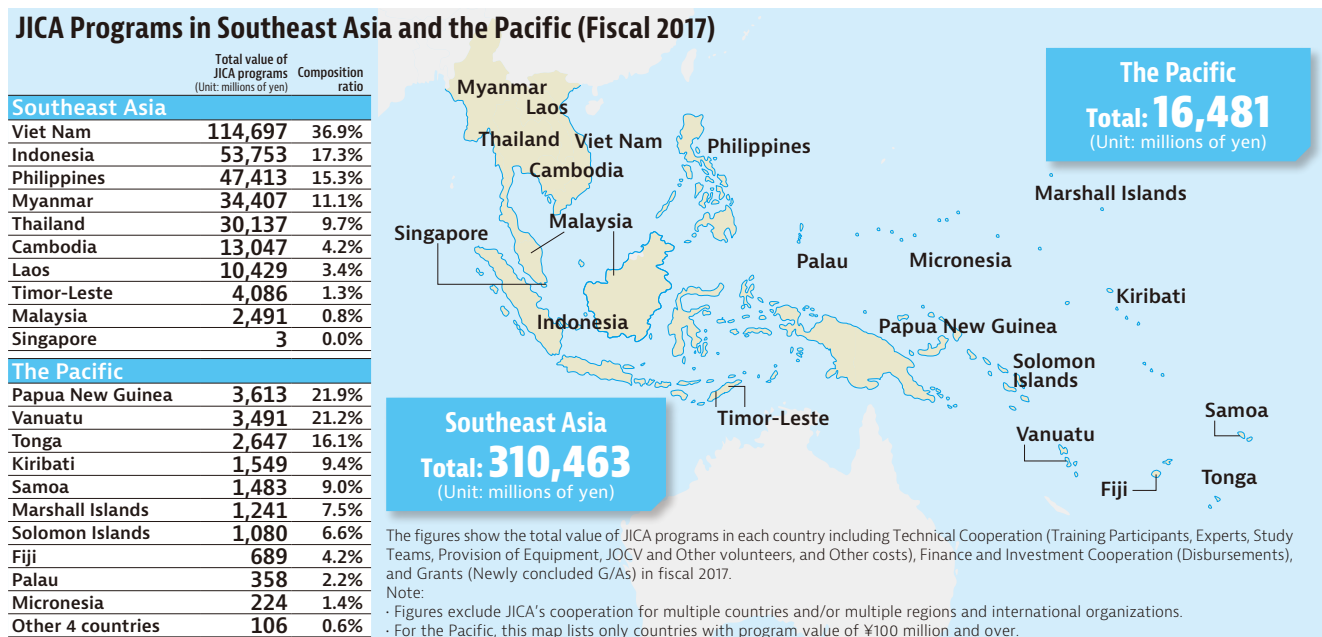 JICA Programs in Southeast Asia and the Pacific (Fiscal 2017)
Total value of
JICA programs
(Unit: millions of yen)
Composition
ratio
Southeast Asia
Viet Nam 114,697 36.9%
Indonesia 53,753 17.3%
Philippines 47,413 15.3%
Myanmar 34,407 11.1%
Thailand 30,137 9.7%
Cambodia 13,047 4.2%
Laos 10,429 3.4%
Timor-Leste 4,086 1.3%
Malaysia 2,491 0.8%
Singapore 3 0.0%
The Pacific
Papua New Guinea 3,613 21.9%
Vanuatu 3,491 21.2%
Tonga 2,647 16.1%
Kiribati 1,549 9.4%
Samoa 1,483 9.0%
Marshall Islands 1,241 7.5%
Solomon Islands 1,080 6.6%
Fiji 689 4.2%
Palau 358 2.2%
Micronesia 224 1.4%
Other 4 countries 106 0.6%
The Pacific
Total: 16,481
(Unit: millions of yen)
Myanmar
Laos
Thailand
Viet Nam
Philippines
Cambodia
Marshall Islands
Malaysia
Singapore
Palau
Micronesia
Kiribati
Indonesia
Papua New Guinea
Solomon
Islands
Timor-Leste
Samoa
Vanuatu
Tonga
Fiji
Southeast Asia
Total: 310,463
(Unit: millions of yen)
The figures show the total value of JICA programs in each country including Technical Cooperation (Training Participants, Experts, Study
Teams, Provision of Equipment, JOCV and Other volunteers, and Other costs), Finance and Investment Cooperation (Disbursements),
and Grants (Newly concluded G/As) in fiscal 2017.
Note:
· Figures exclude JICA's cooperation for multiple countries and/or multiple regions and international organizations.
· For the Pacific, this map lists only countries with program value of ¥100 million and over.